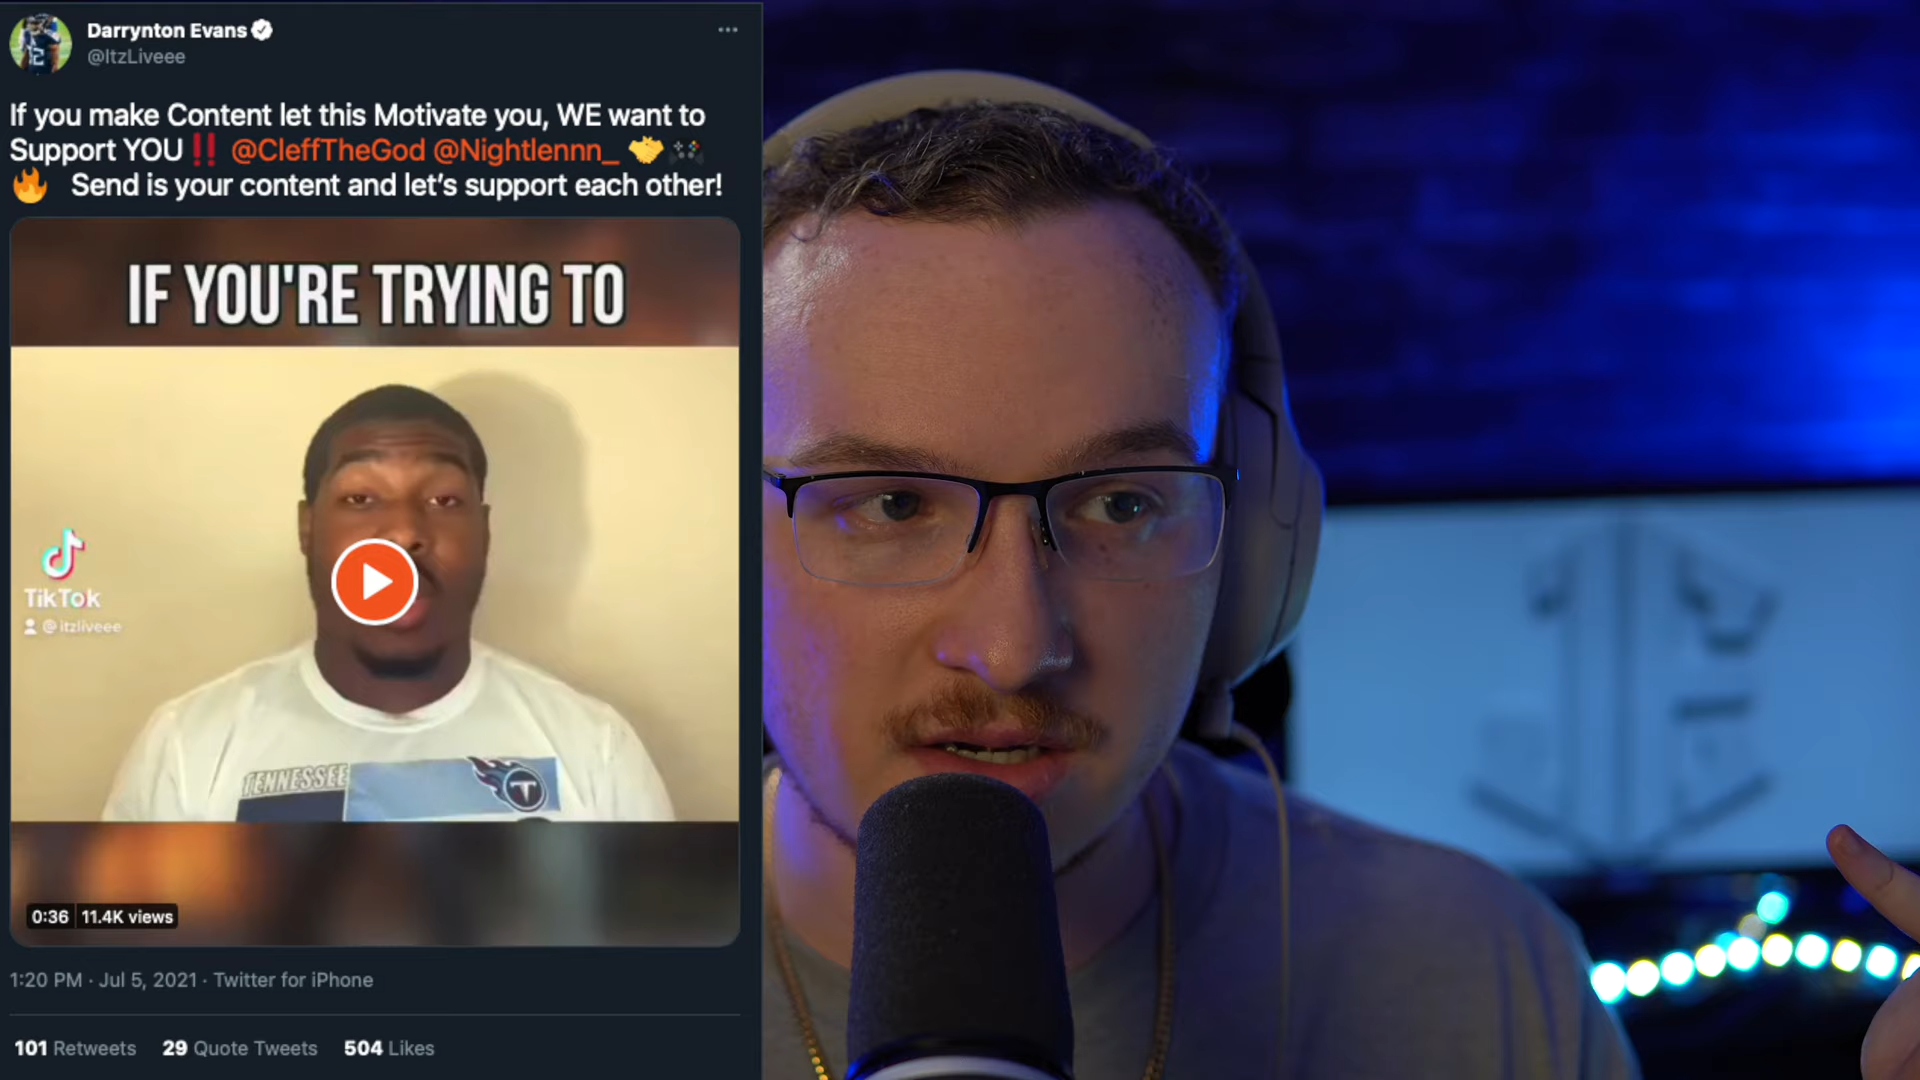 Darrynton Evans
@ItzLiveee
If you make Content let this Motivate you, WE want to
Support YOU‼️ @CleffTheGod @Nightlennn_ 🤝🎮
🔥 Send is your content and let’s support each other!
IF YOU'RE TRYING TO
TikTok
@itzliveee
TENNESSEE
T
0:36 11.4K views
1:20 PM · Jul 5, 2021 · Twitter for iPhone
101 Retweets 29 Quote Tweets 504 Likes